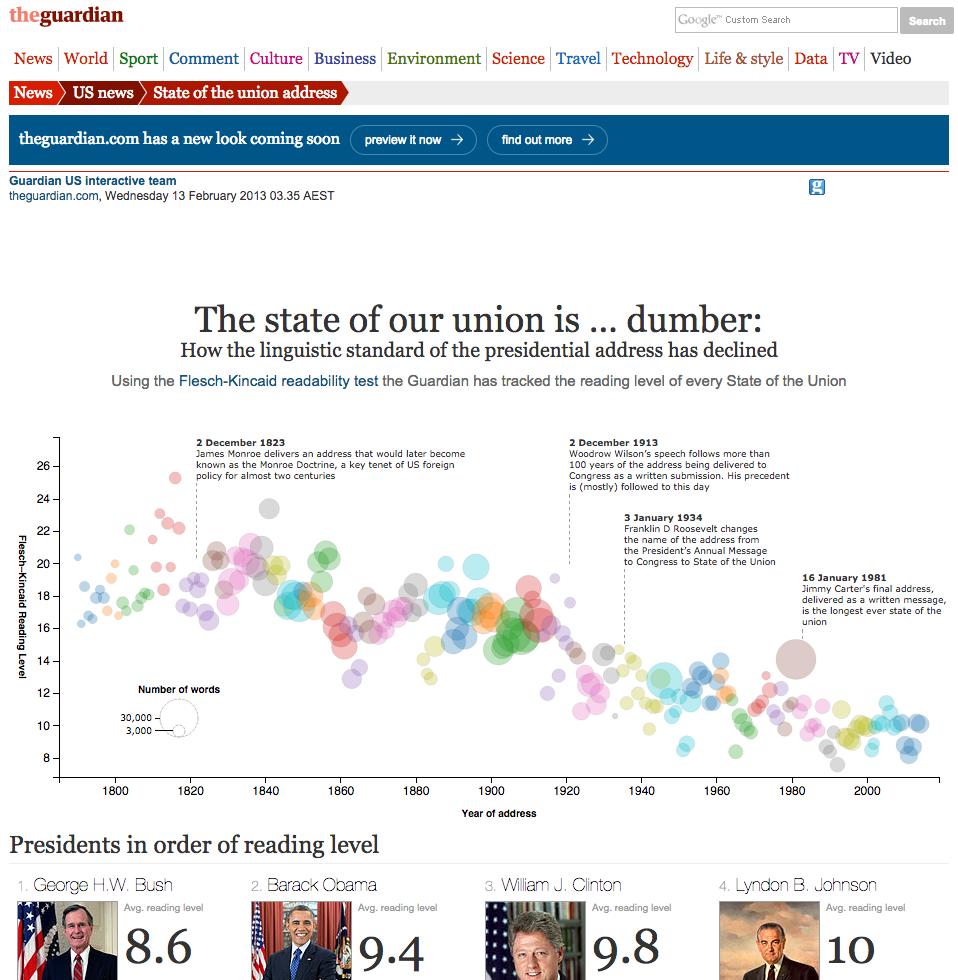 theguardian
Google™ Custom Search
Search
News World Sport Comment Culture Business Environment Science Travel Technology Life & style Data TV Video
News US news State of the union address
theguardian.com has a new look coming soon preview it now → find out more →
Guardian US interactive team
theguardian.com, Wednesday 13 February 2013 03.35 AEST
g
The state of our union is ... dumber:
How the linguistic standard of the presidential address has declined
Using the Flesch-Kincaid readability test the Guardian has tracked the reading level of every State of the Union
2 December 1823
James Monroe delivers an address that would later become
known as the Monroe Doctrine, a key tenet of US foreign
policy for almost two centuries
2 December 1913
Woodrow Wilson's speech follows more than
100 years of the address being delivered to
Congress as a written submission. His precedent
is (mostly) followed to this day
3 January 1934
Franklin D Roosevelt changes
the name of the address from
the President's Annual Message
to Congress to State of the Union
16 January 1981
Jimmy Carter's final address,
delivered as a written message,
is the longest ever state of the
union
Flesch-Kincaid Reading Level
26
24
22
20
18
16
14
12
10
8
Number of words
30,000
3,000
1800 1820 1840 1860 1880 1900 1920 1940 1960 1980 2000
Year of address
Presidents in order of reading level
1. George H.W. Bush
Avg. reading level
8.6
2. Barack Obama
Avg. reading level
9.4
3. William J. Clinton
Avg. reading level
9.8
4. Lyndon B. Johnson
Avg. reading level
10